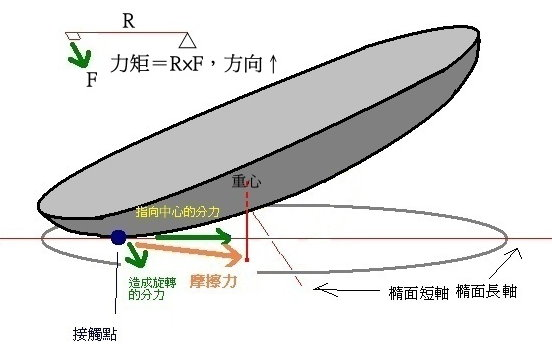 R
F
力矩=R×F,方向↑
重心
指向中心的分力
造成旋轉
的分力
摩擦力
橢面短軸
橢面長軸
接觸點